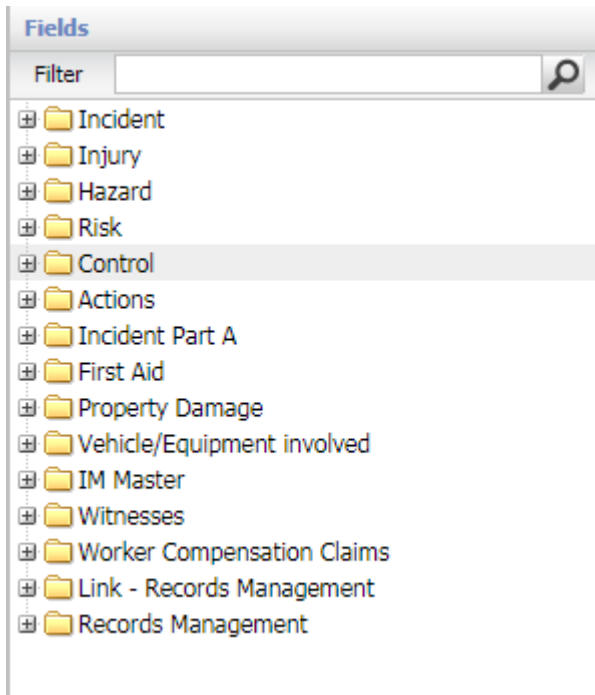 Fields
Filter
Incident
Injury
Hazard
Risk
Control
Actions
Incident Part A
First Aid
Property Damage
Vehicle/Equipment involved
IM Master
Witnesses
Worker Compensation Claims
Link - Records Management
Records Management